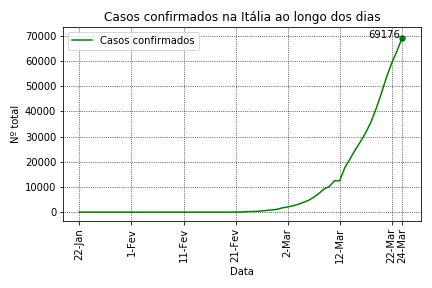 Casos confirmados na Itália ao longo dos dias
Casos confirmados
69176
70000
60000
50000
40000
30000
20000
10000
0
Nº total
22-Jan
1-Fev
11-Fev
21-Fev
2-Mar
12-Mar
22-Mar
24-Mar
Data